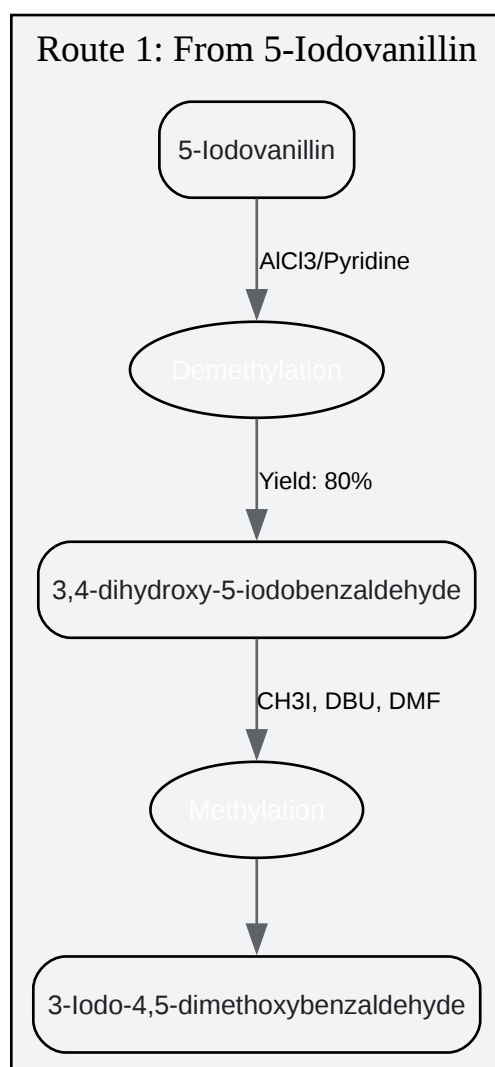 Route 1: From 5-Iodovanillin
5-Iodovanillin
AlCl3/Pyridine
Demethylation
Yield: 80%
3,4-dihydroxy-5-iodobenzaldehyde
CH3I, DBU, DMF
Methylation
3-Iodo-4,5-dimethoxybenzaldehyde